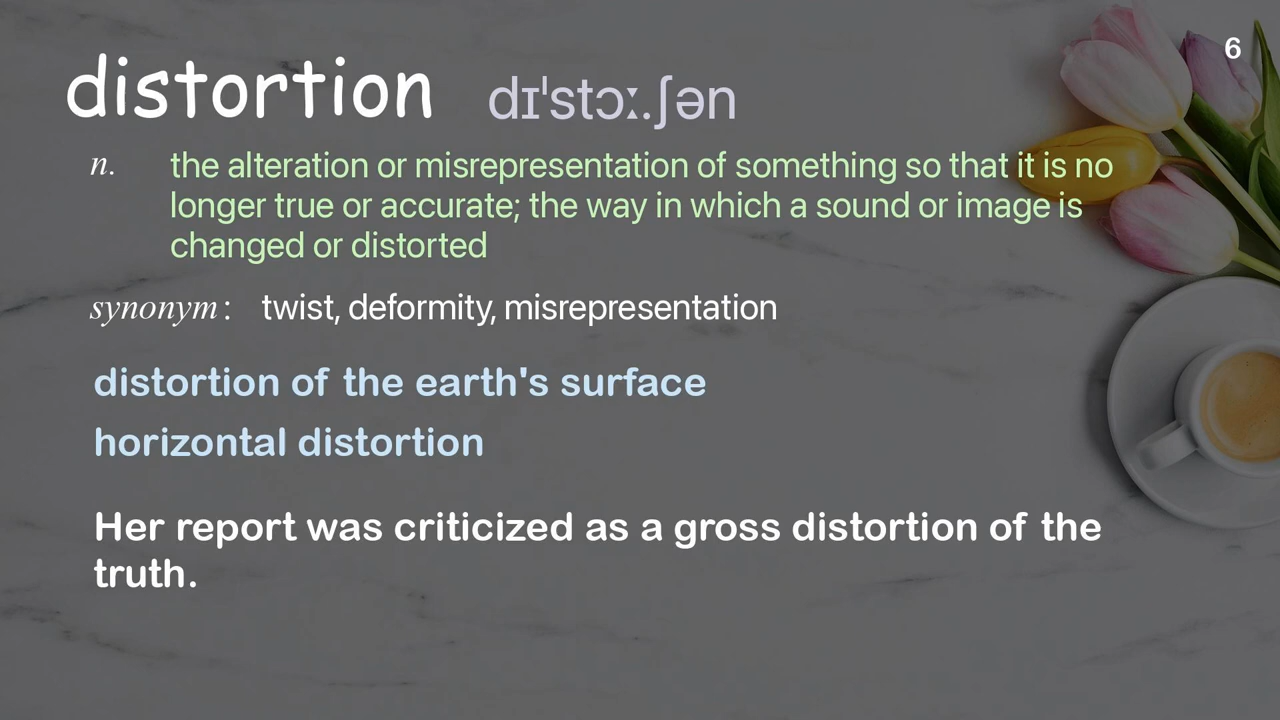 6
distortion dɪˈstɔː.ʃən
n. the alteration or misrepresentation of something so that it is no
longer true or accurate; the way in which a sound or image is
changed or distorted
synonym: twist, deformity, misrepresentation
distortion of the earth's surface
horizontal distortion
Her report was criticized as a gross distortion of the
truth.